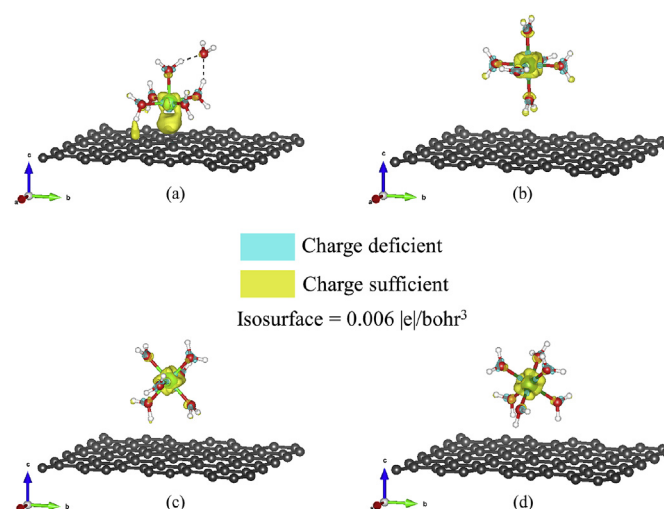 c
a
b
(a)
c
a
b
(b)
Charge deficient
Charge sufficient
Isosurface = 0.006 |e|/bohr³
c
a
b
(c)
c
a
b
(d)